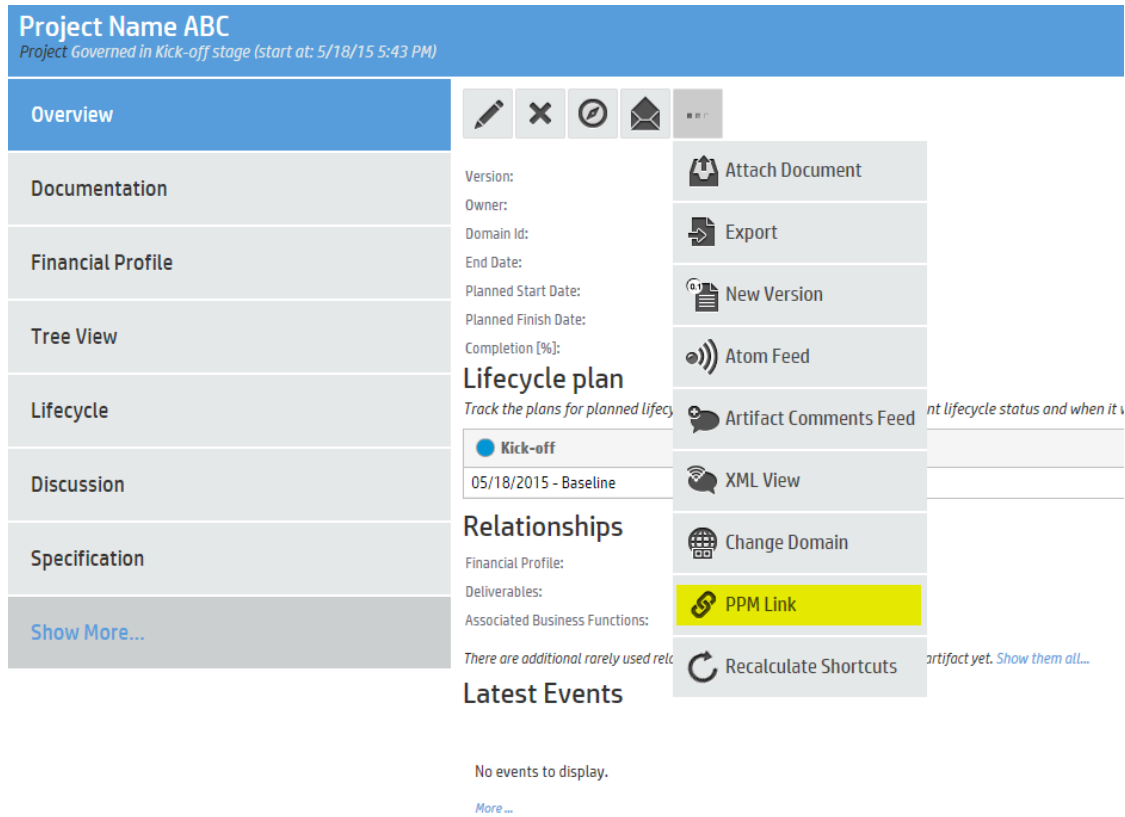 Project Name ABC
Project Governed in Kick-off stage (start at: 5/18/15 5:43 PM)
Overview
Documentation
Financial Profile
Tree View
Lifecycle
Discussion
Specification
Show More...
Attach Document
Export
0.1
New Version
Atom Feed
Artifact Comments Feed
XML View
Change Domain
PPM Link
Recalculate Shortcuts
Version:
Owner:
Domain Id:
End Date:
Planned Start Date:
Planned Finish Date:
Completion [%]:
Lifecycle plan
Track the plans for planned lifecy nt lifecycle status and when it
Kick-off
05/18/2015 - Baseline
Relationships
Financial Profile:
Deliverables:
Associated Business Functions:
There are additional rarely used rela artifact yet. Show them all...
Latest Events
No events to display.
More ...